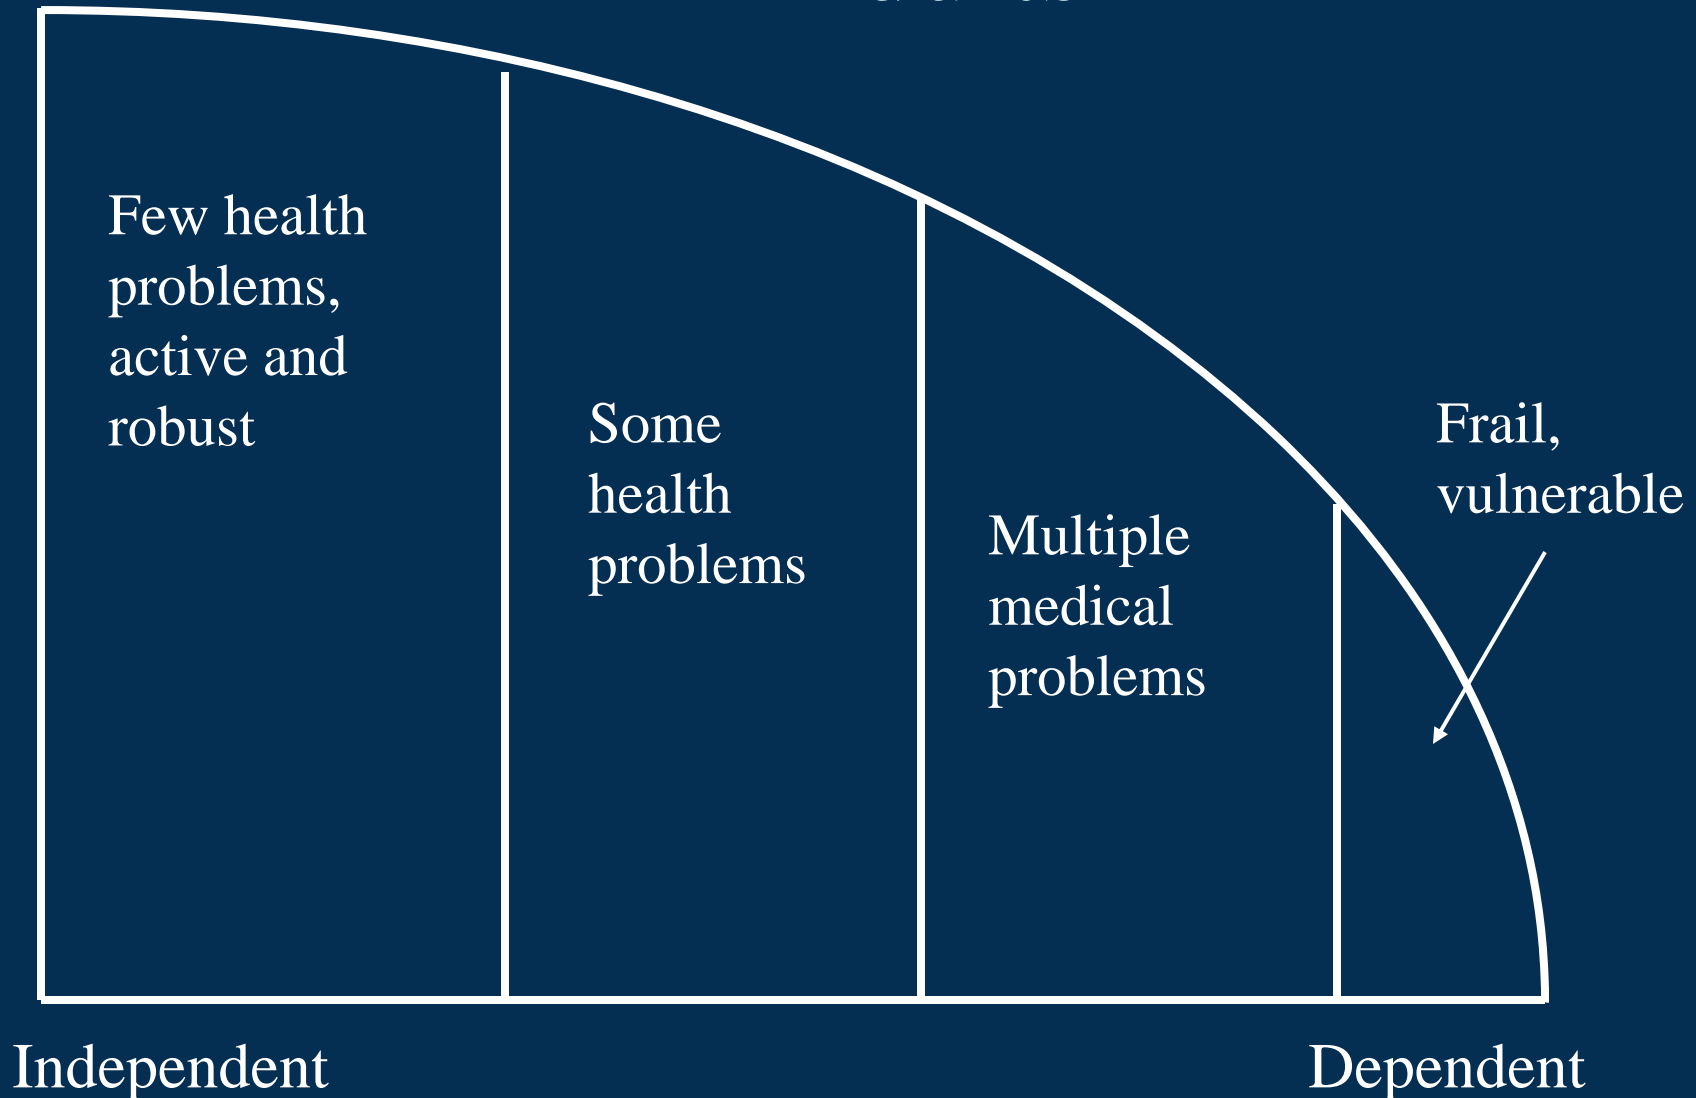 Few health
problems,
active and
robust
Some
health
problems
Multiple
medical
problems
Frail,
vulnerable
Independent
Dependent